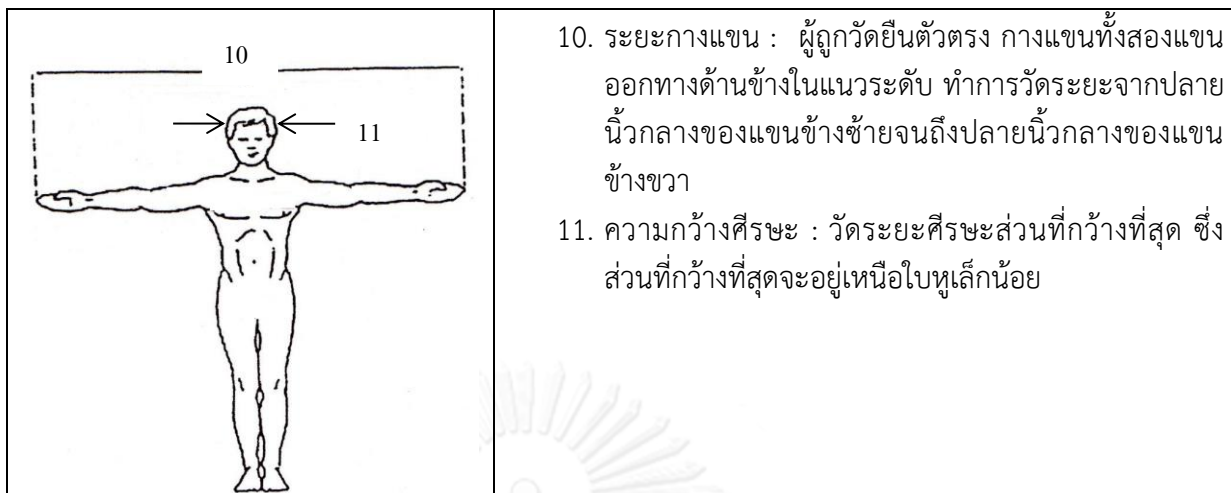 10
11
10. ระยะกางแขน : ผู้ถูกวัดยืนตัวตรง กางแขนทั้งสองแขน
ออกทางด้านข้างในแนวระดับ ทำการวัดระยะจากปลาย
นิ้วกลางของแขนข้างซ้ายจนถึงปลายนิ้วกลางของแขน
ข้างขวา
11. ความกว้างศีรษะ : วัดระยะศีรษะส่วนที่กว้างที่สุด ซึ่ง
ส่วนที่กว้างที่สุดจะอยู่เหนือใบหูเล็กน้อย